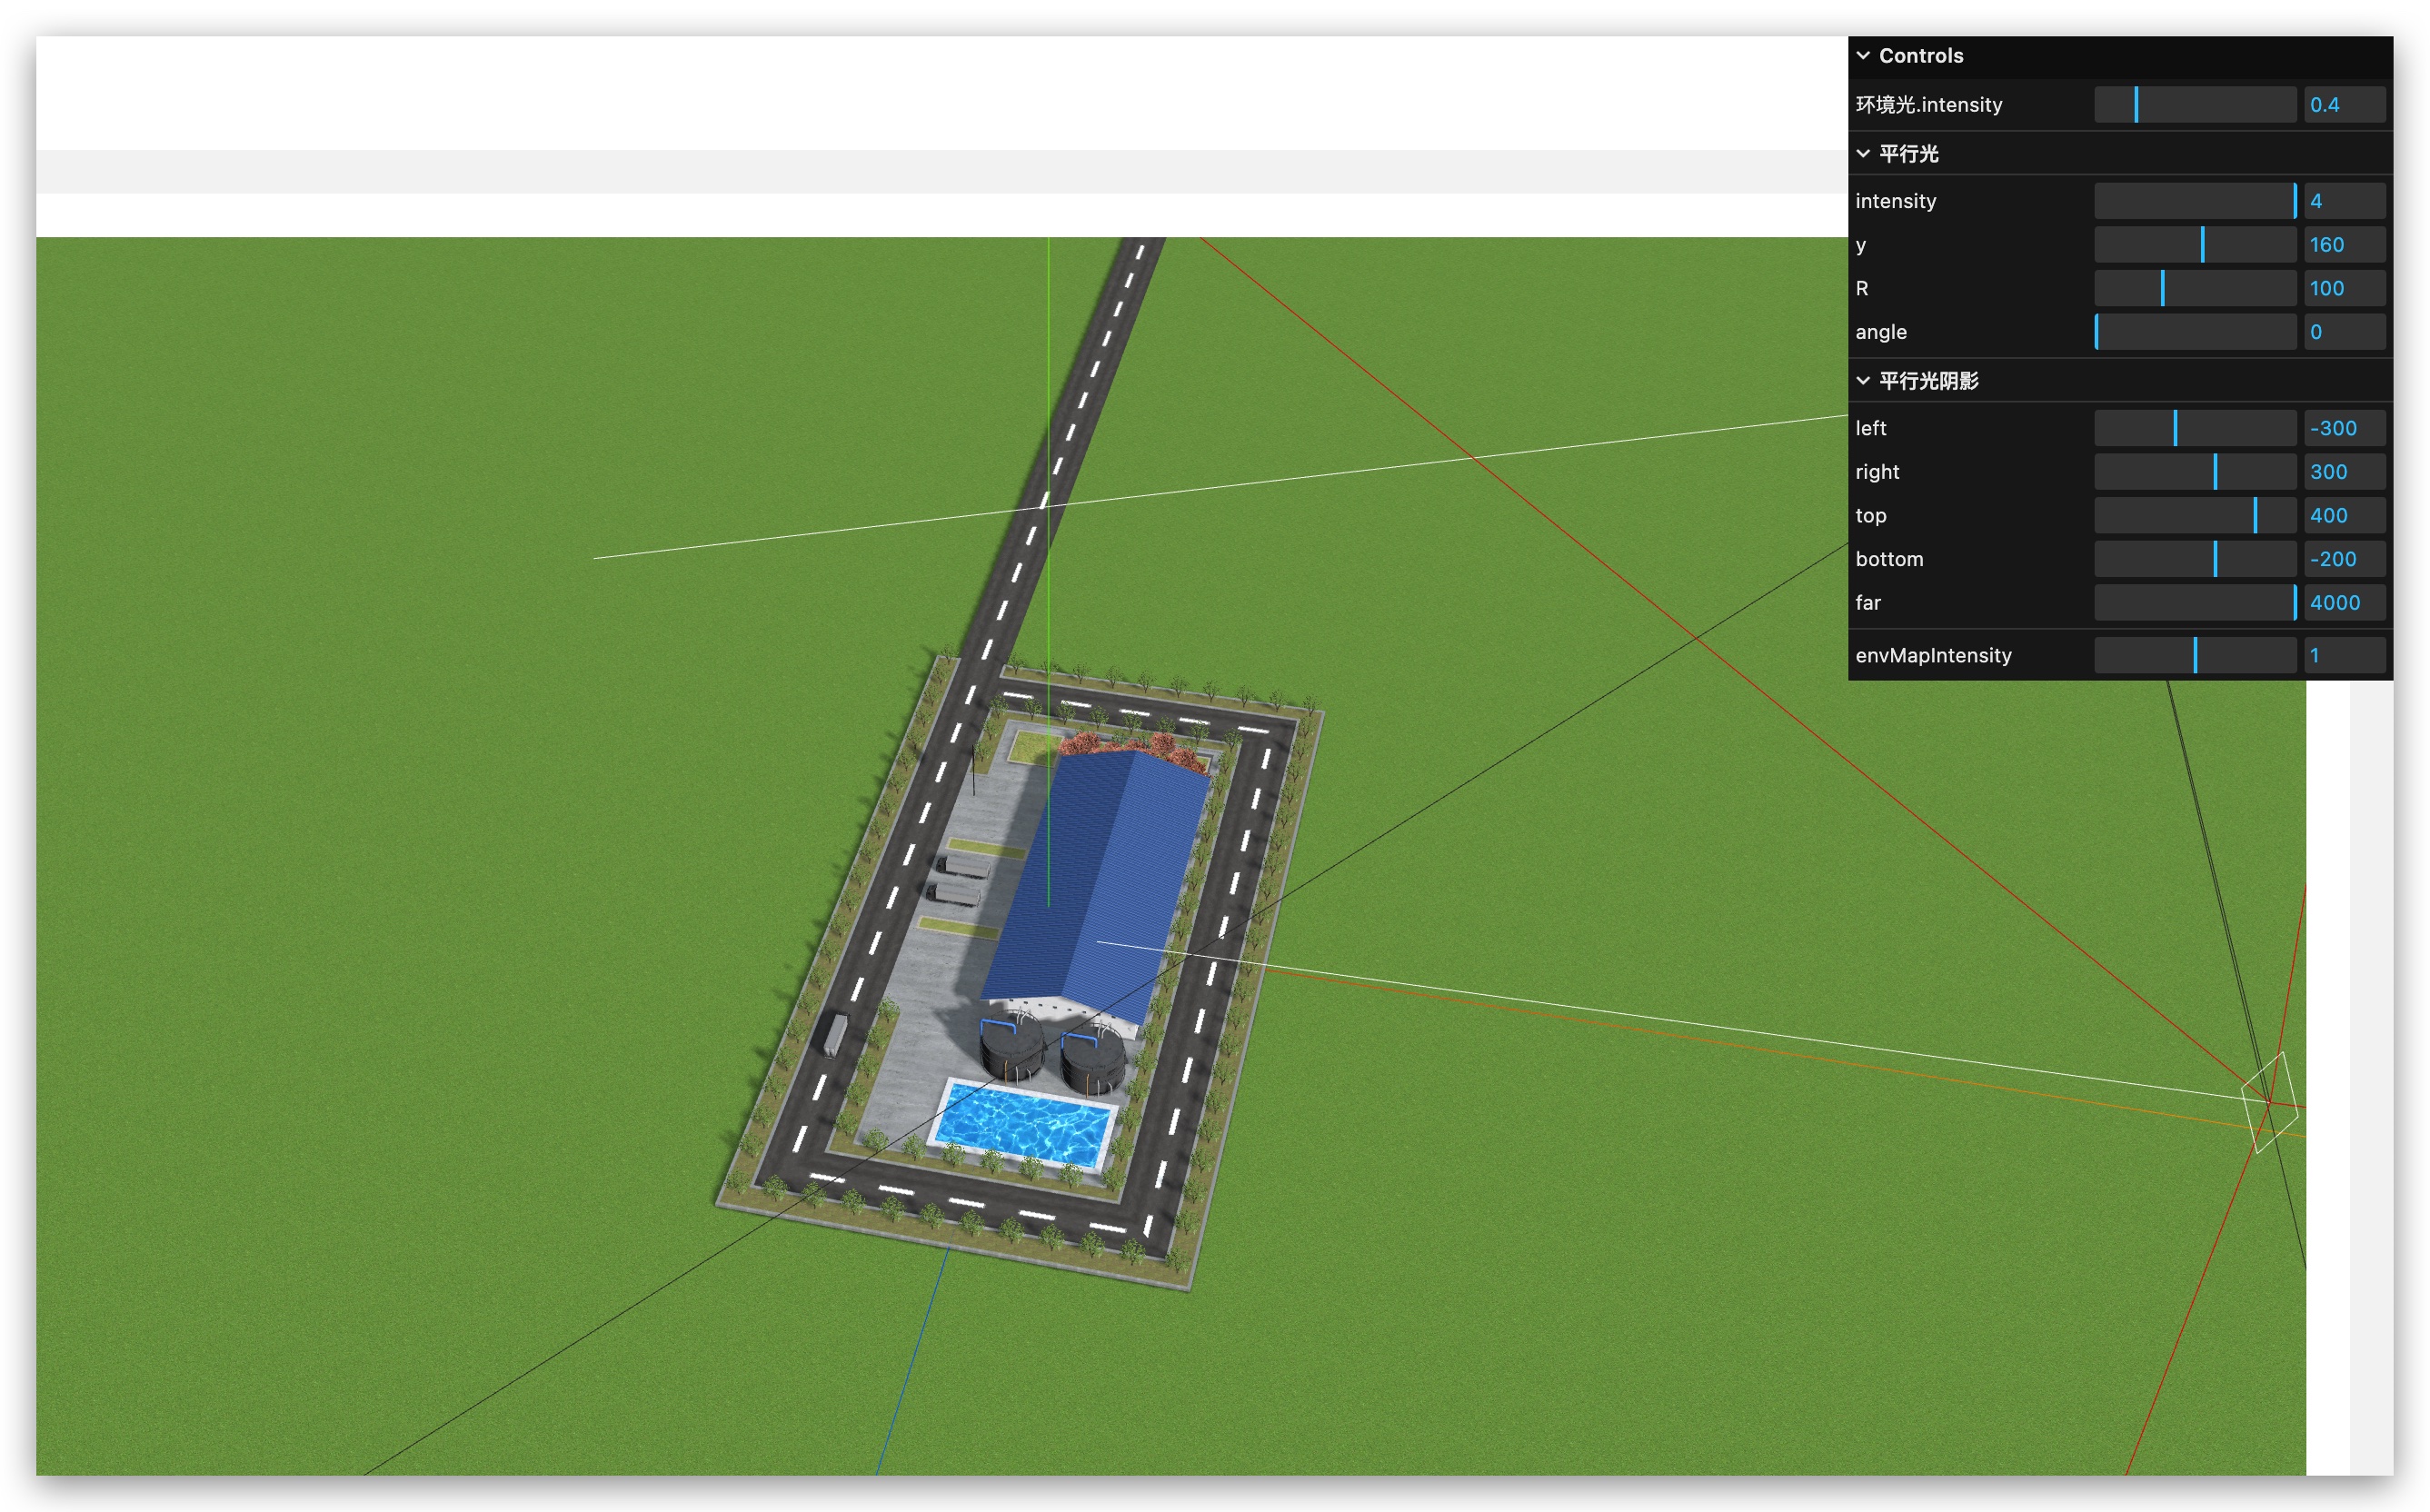 Controls
环境光.intensity 0.4
平行光
intensity 4
y 160
R 100
angle 0
平行光阴影
left -300
right 300
top 400
bottom -200
far 4000
envMapIntensity 1